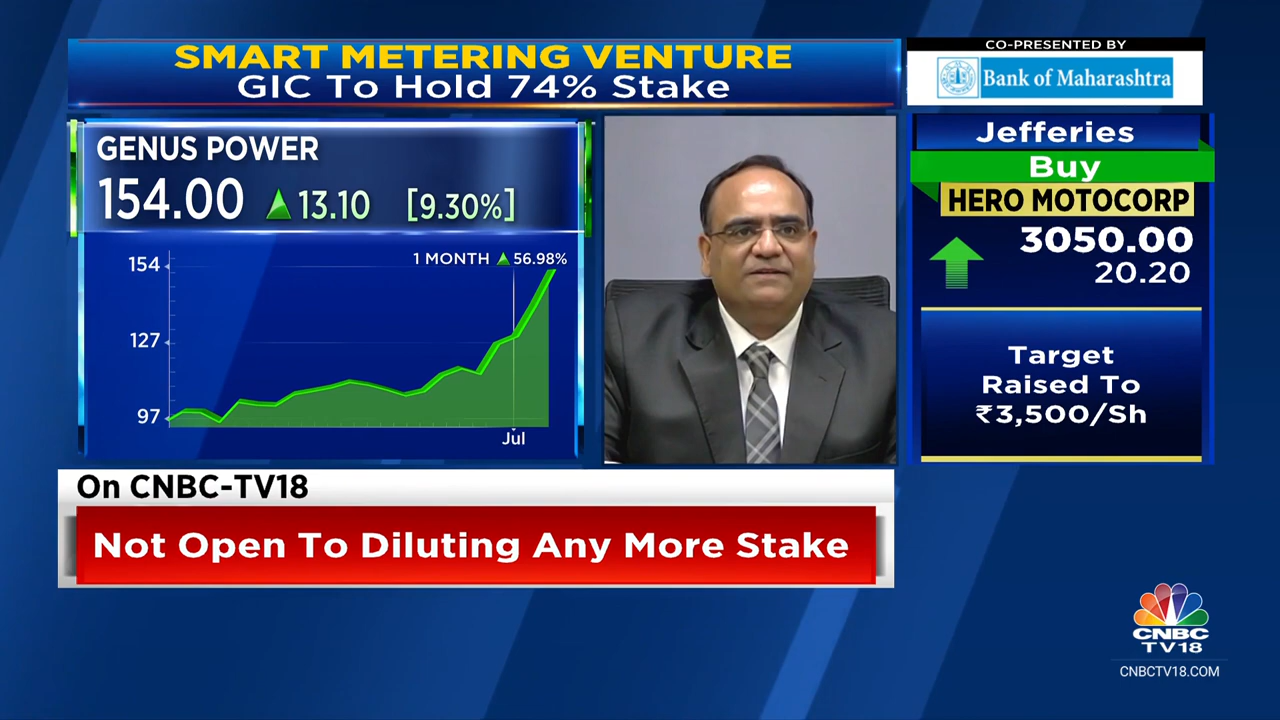 SMART METERING VENTURE
GIC To Hold 74% Stake
CO-PRESENTED BY
Bank of Maharashtra
GENUS POWER
154.00 ▲ 13.10 [9.30%]
1 MONTH ▲ 56.98%
154
127
97
Jul
Jefferies
Buy
HERO MOTOCORP
3050.00
20.20
Target
Raised To
₹3,500/Sh
On CNBC-TV18
Not Open To Diluting Any More Stake
CNBC
TV18
CNBCTV18.COM